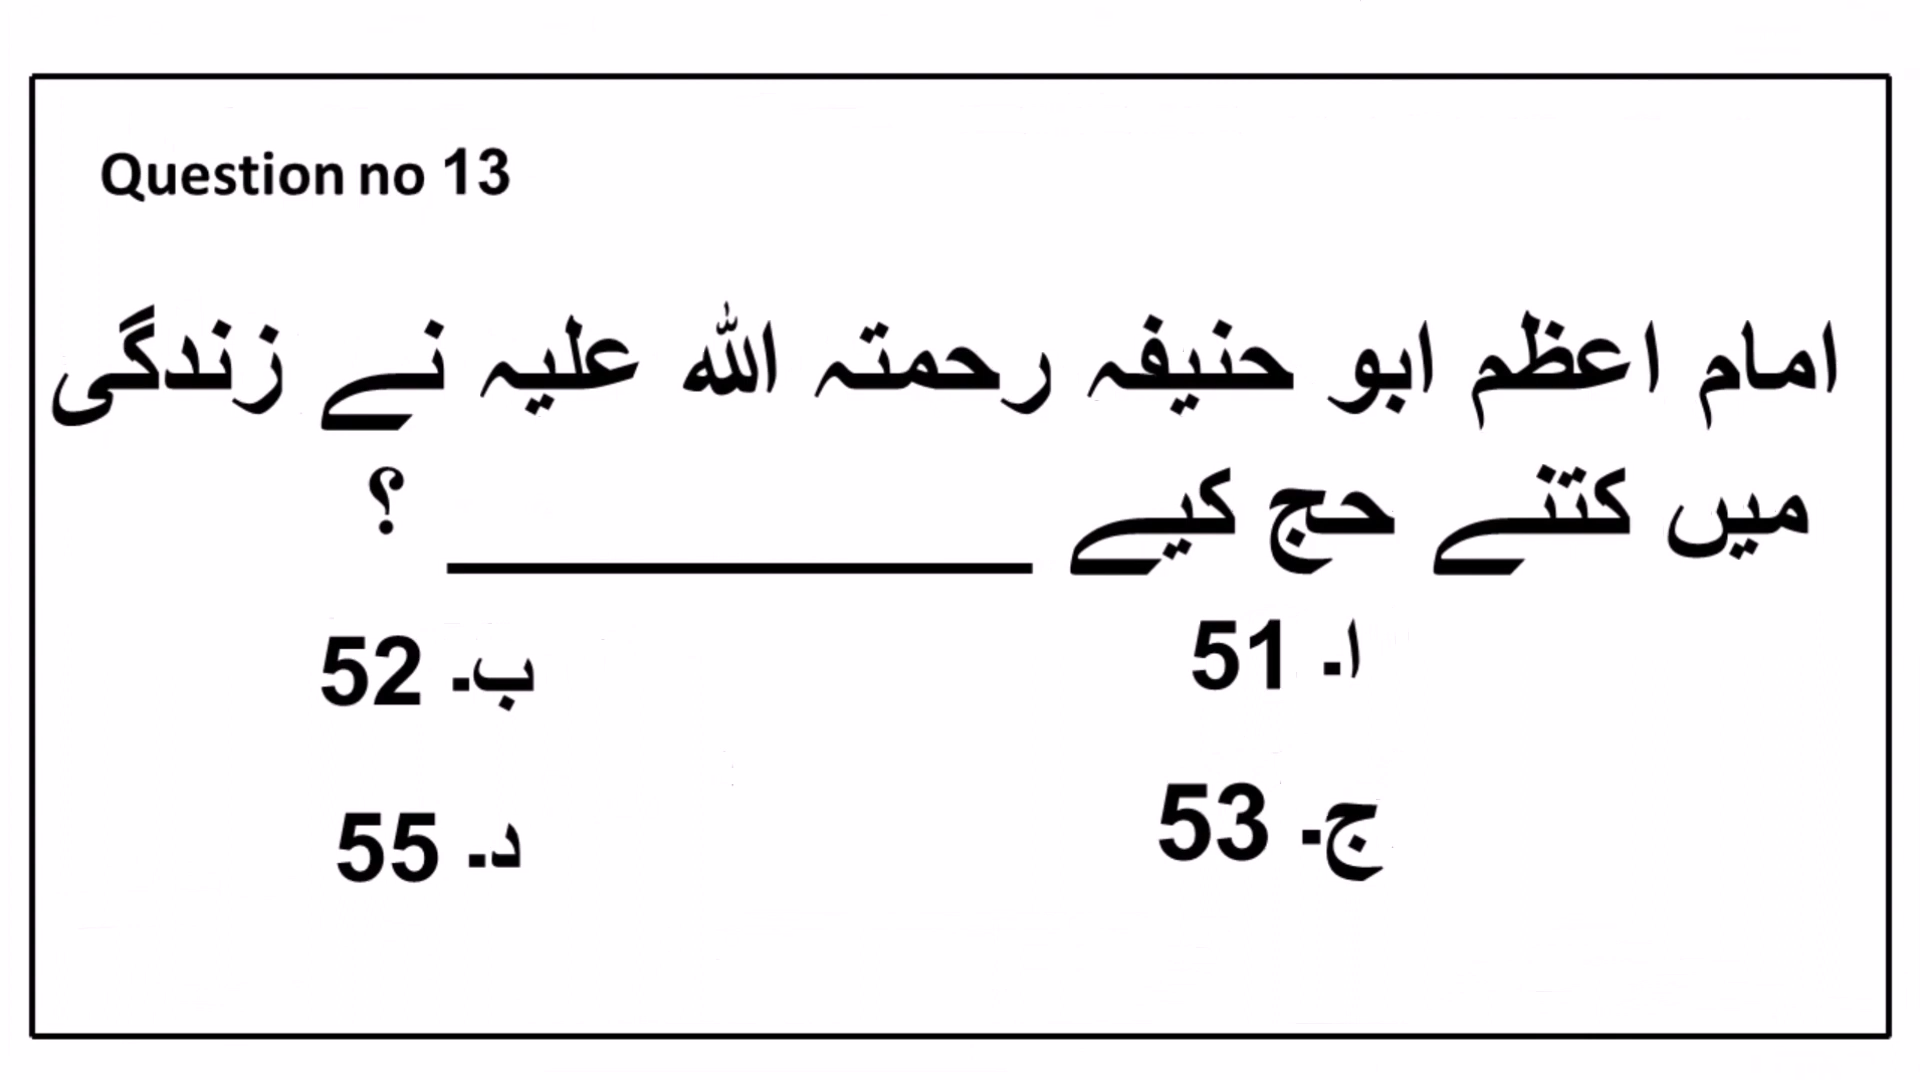 Question no 13
امام اعظم ابو حنیفہ رحمتہ اللہ علیہ نے زندگی
میں کتنے حج کیے ____________ ؟
ا۔ 51 ب۔ 52
ج۔ 53 د۔ 55